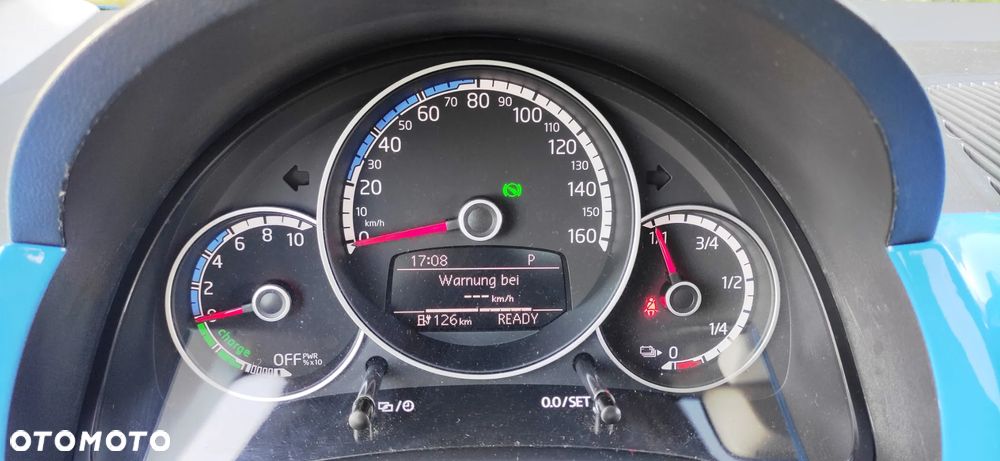 80
70 90
60 100
50 110
40 120
30 130
20 140
10 150
km/h
0 160
10
8
6
4
2
0
charge
OFF PWR % x10
1/1
3/4
1/2
1/4
0
17:08 P
Warnung bei
--- km/h
126 km READY
0.0/SET
OTOMOTO